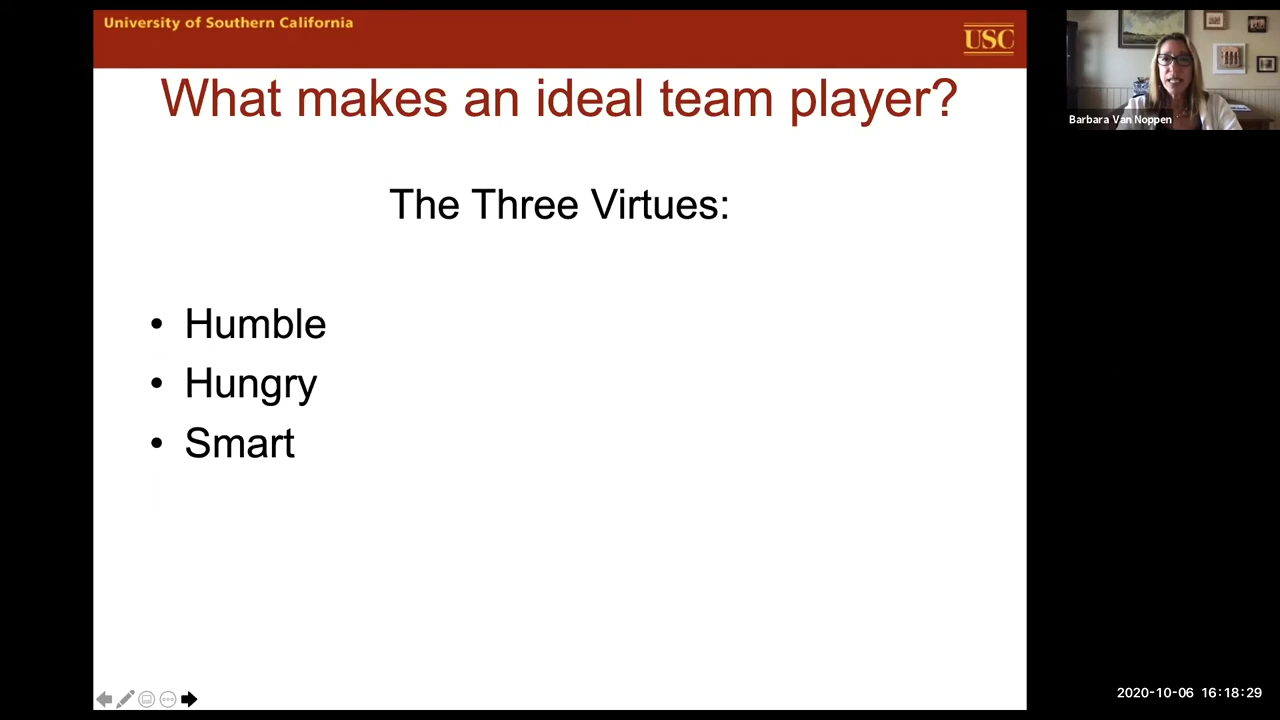 University of Southern California
USC
What makes an ideal team player?
The Three Virtues:
• Humble
• Hungry
• Smart
Barbara Van Noppen
2020-10-06 16:18:29